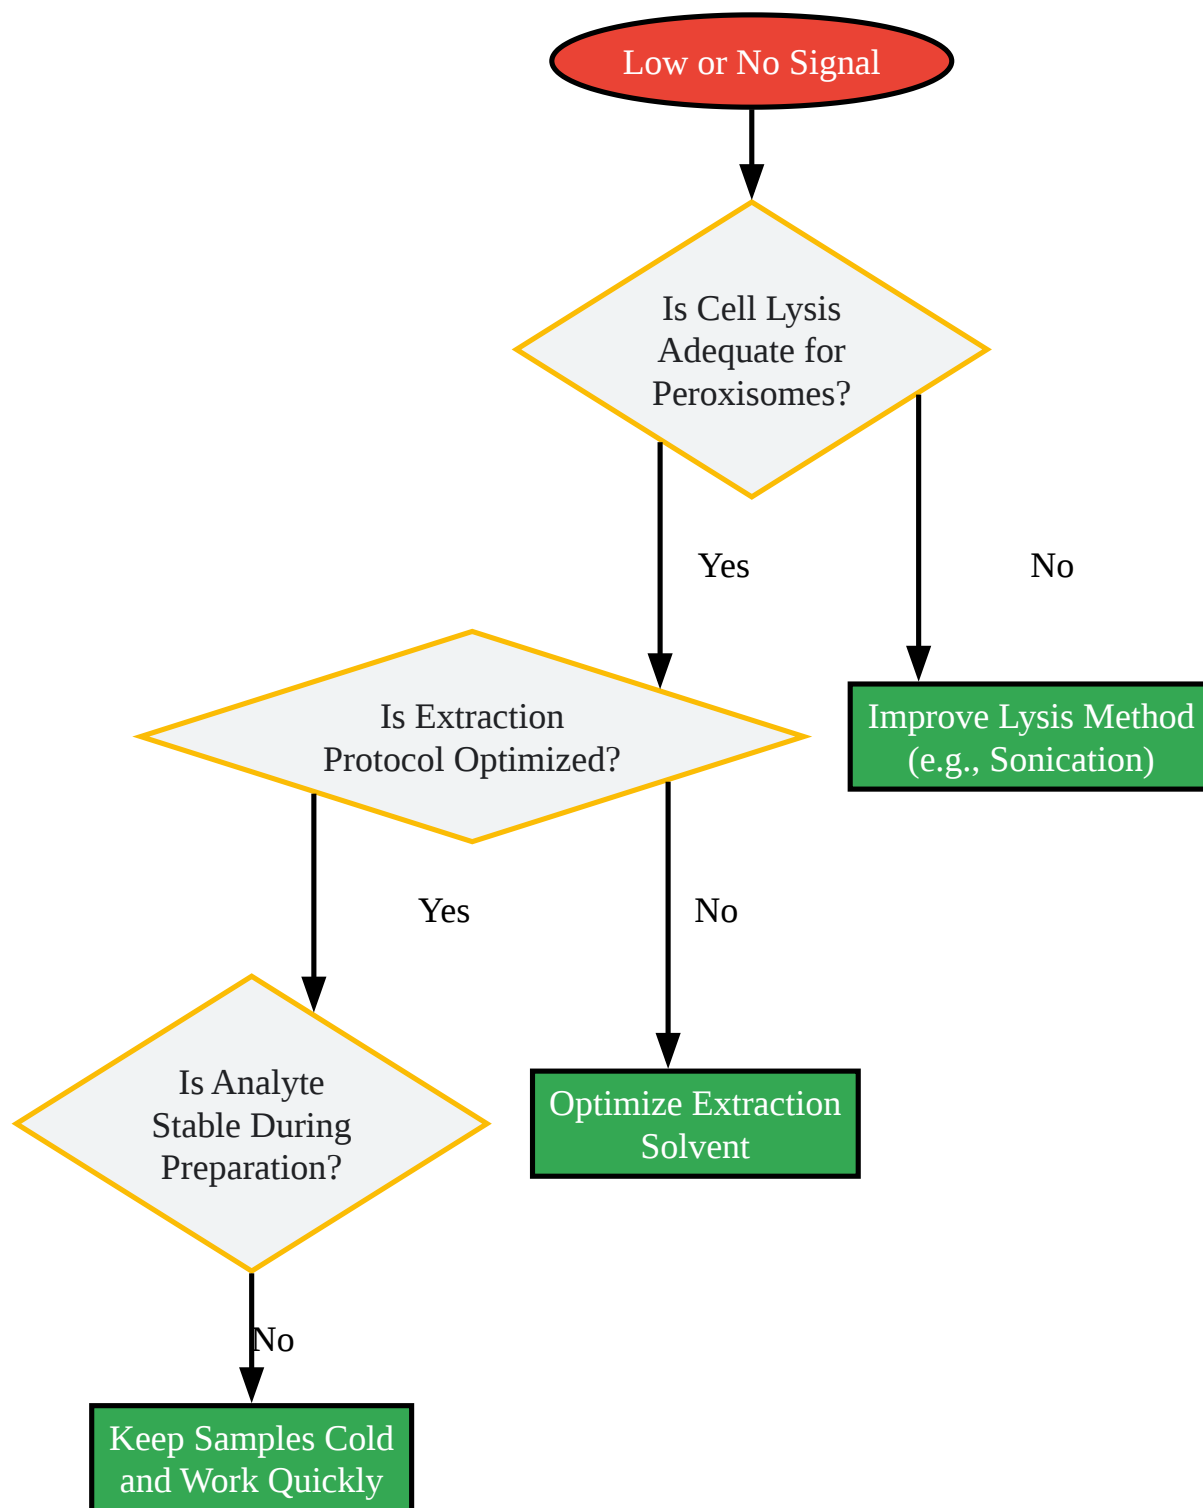 Low or No Signal
Is Cell Lysis
Adequate for
Peroxisomes?
Yes
No
Is Extraction
Protocol Optimized?
Improve Lysis Method
(e.g., Sonication)
Yes
No
Is Analyte
Stable During
Preparation?
Optimize Extraction
Solvent
No
Keep Samples Cold
and Work Quickly